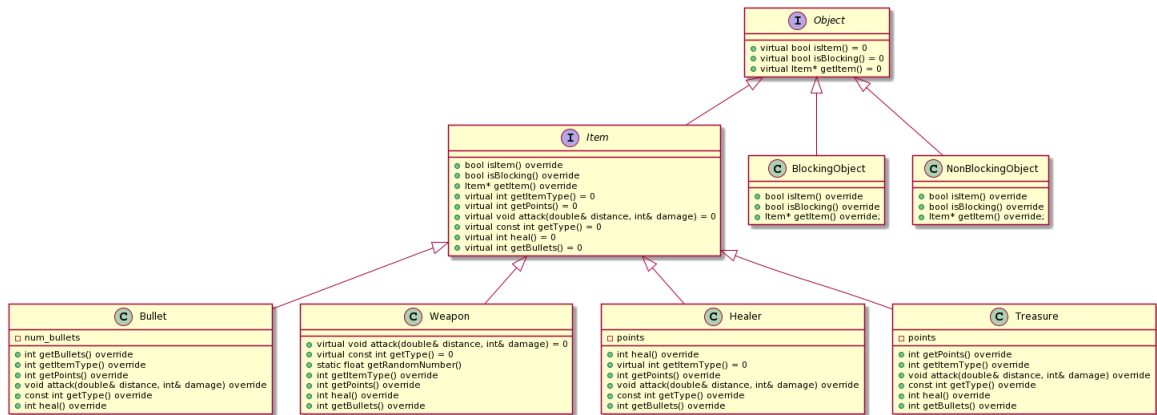 I Object
virtual bool isItem() = 0
virtual bool isBlocking() = 0
virtual Item* getItem() = 0
I Item
bool isItem() override
bool isBlocking() override
Item* getItem() override
virtual int getItemType() = 0
virtual int getPoints() = 0
virtual void attack(double& distance, int& damage) = 0
virtual const int getType() = 0
virtual int heal() = 0
virtual int getBullets() = 0
C BlockingObject
bool isItem() override
bool isBlocking() override
Item* getItem() override;
C NonBlockingObject
bool isItem() override
bool isBlocking() override
Item* getItem() override;
C Bullet
num_bullets
int getBullets() override
int getItemType() override
int getPoints() override
void attack(double& distance, int& damage) override
const int getType() override
int heal() override
C Weapon
virtual void attack(double& distance, int& damage) = 0
virtual const int getType() = 0
static float getRandomNumber()
int getItemType() override
int getPoints() override
int heal() override
int getBullets() override
C Healer
points
int heal() override
virtual int getItemType() = 0
int getPoints() override
void attack(double& distance, int& damage) override
const int getType() override
int getBullets() override
C Treasure
points
int getPoints() override
int getItemType() override
void attack(double& distance, int& damage) override
const int getType() override
int heal() override
int getBullets() override